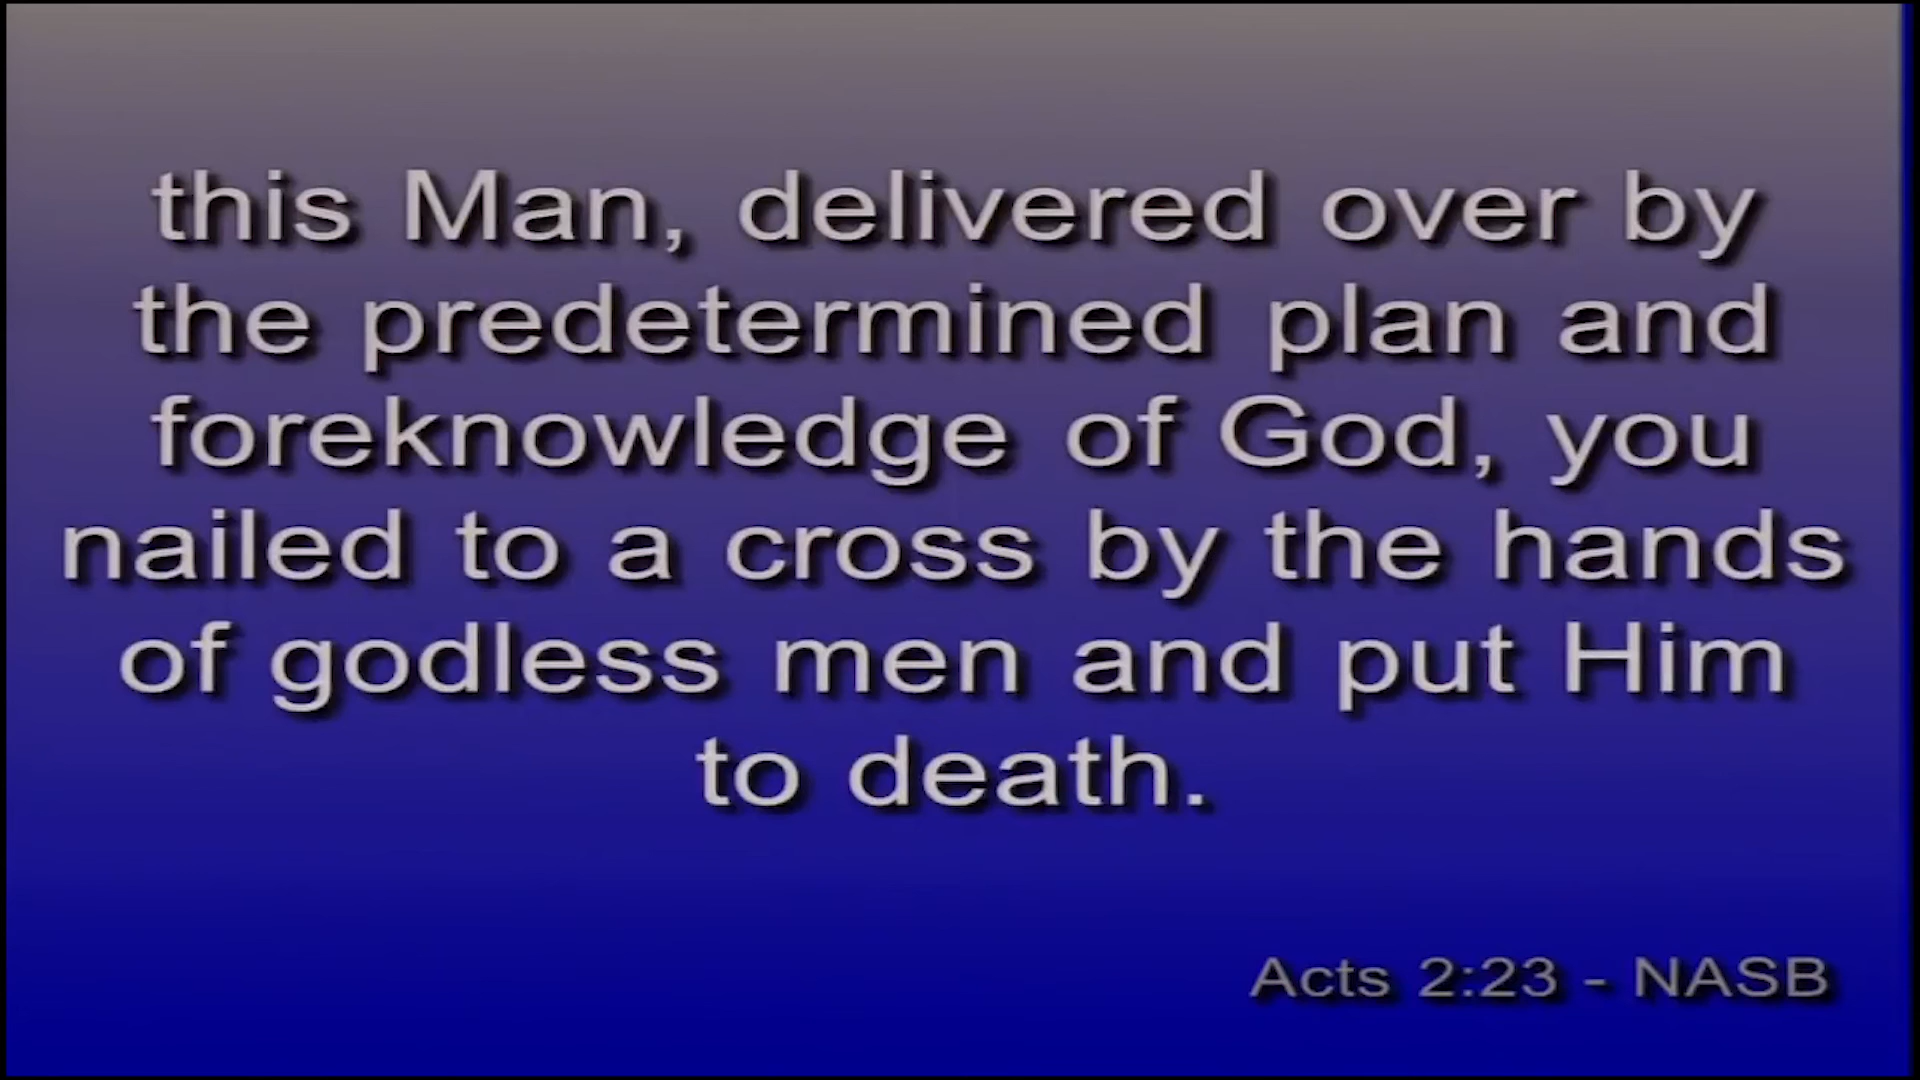 this Man, delivered over by
the predetermined plan and
foreknowledge of God, you
nailed to a cross by the hands
of godless men and put Him
to death.
Acts 2:23 - NASB